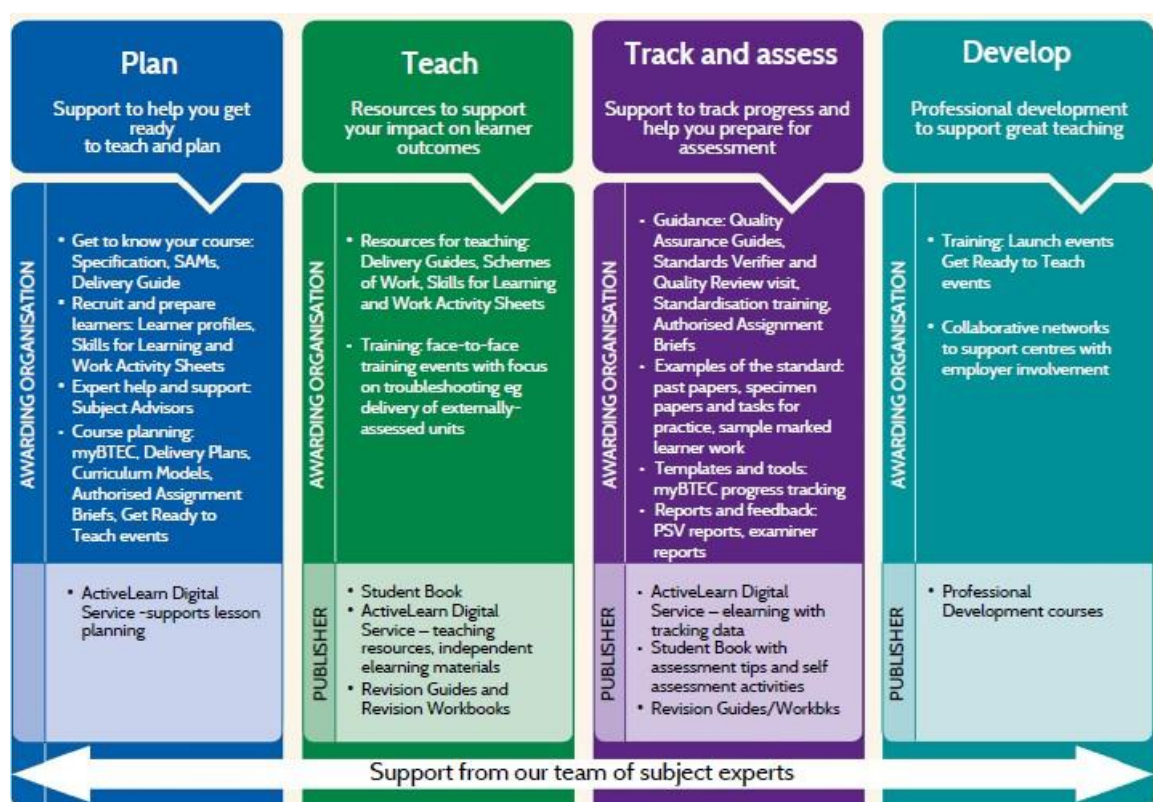 Plan
Support to help you get
ready
to teach and plan
AWARDING ORGANISATION
• Get to know your course:
Specification, SAMs,
Delivery Guide
• Recruit and prepare
learners: Learner profiles,
Skills for Learning and
Work Activity Sheets
• Expert help and support:
Subject Advisors
• Course planning:
myBTEC, Delivery Plans,
Curriculum Models,
Authorised Assignment
Briefs, Get Ready to
Teach events
• ActiveLearn Digital
Service -supports lesson
planning
Teach
Resources to support
your impact on learner
outcomes
AWARDING ORGANISATION
• Resources for teaching:
Delivery Guides, Schemes
of Work, Skills for Learning
and Work Activity Sheets
• Training: face-to-face
training events with focus
on troubleshooting eg
delivery of externally-
assessed units
PUBLISHER
• Student Book
• ActiveLearn Digital
Service – teaching
resources, independent
elearning materials
• Revision Guides and
Revision Workbooks
Track and assess
Support to track progress and
help you prepare for
assessment
AWARDING ORGANISATION
• Guidance: Quality
Assurance Guides,
Standards Verifier and
Quality Review visit,
Standardisation training,
Authorised Assignment
Briefs
• Examples of the standard:
past papers, specimen
papers and tasks for
practice, sample marked
learner work
• Templates and tools:
myBTEC progress tracking
• Reports and feedback:
PSV reports, examiner
reports
PUBLISHER
• ActiveLearn Digital
Service – elearning with
tracking data
• Student Book with
assessment tips and self
assessment activities
• Revision Guides/Workbks
Develop
Professional development
to support great teaching
AWARDING ORGANISATION
• Training: Launch events
Get Ready to Teach
events
• Collaborative networks
to support centres with
employer involvement
PUBLISHER
• Professional
Development courses
Support from our team of subject experts